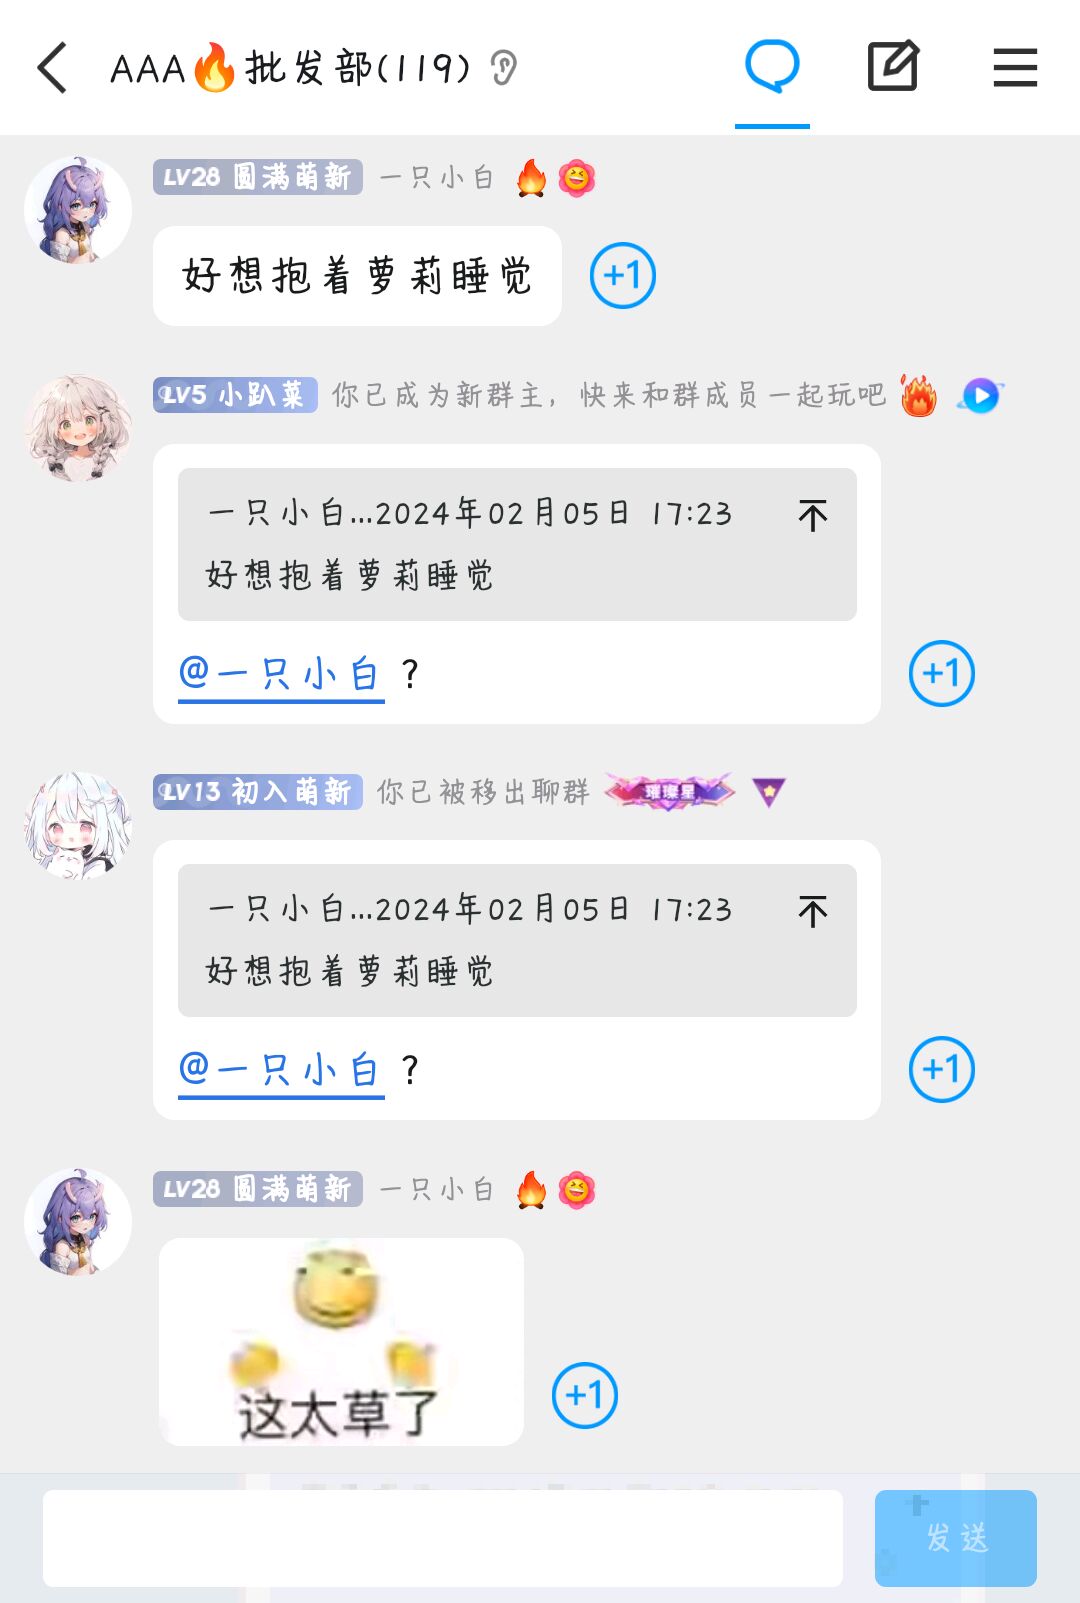 AAA🔥批发部(119)
LV28 圆满萌新 一只小白
好想抱着萝莉睡觉
+1
LV5 小趴菜 你已成为新群主，快来和群成员一起玩吧
一只小白...2024年02月05日 17:23
好想抱着萝莉睡觉
@一只小白 ?
+1
LV13 初入萌新 你已被移出聊群 璀璨星
一只小白...2024年02月05日 17:23
好想抱着萝莉睡觉
@一只小白 ?
+1
LV28 圆满萌新 一只小白
这太草了
+1
发送